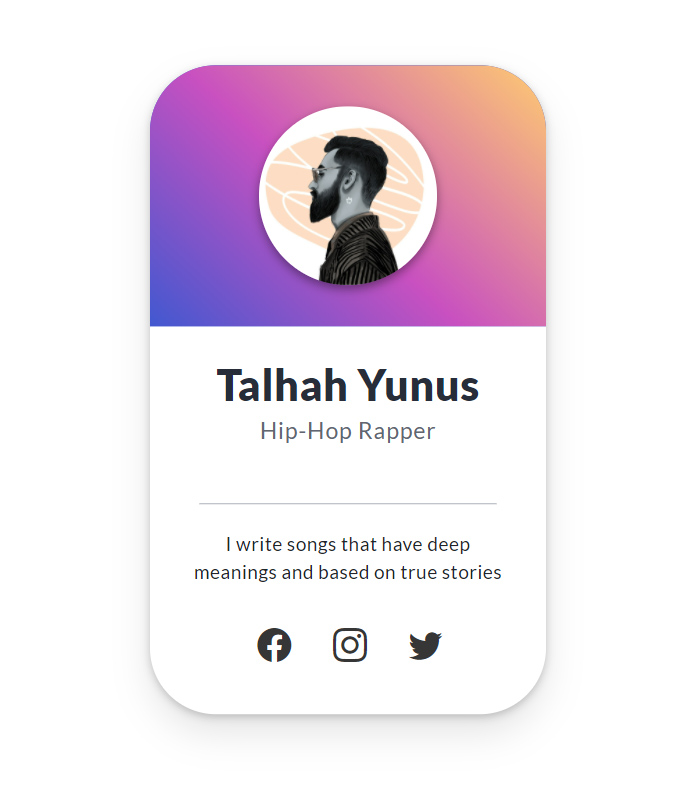 Talhah Yunus
Hip-Hop Rapper
I write songs that have deep
meanings and based on true stories